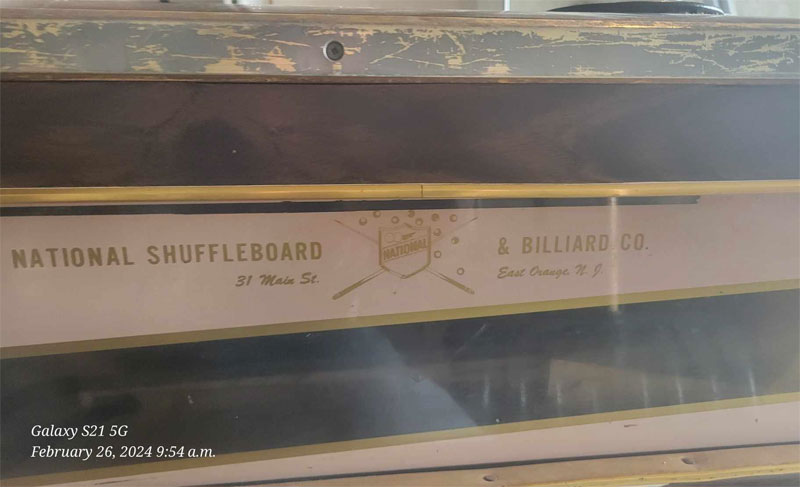 NATIONAL SHUFFLEBOARD & BILLIARD CO.
31 Main St. East Orange, N. J.
NATIONAL
Galaxy S21 5G
February 26, 2024 9:54 a.m.